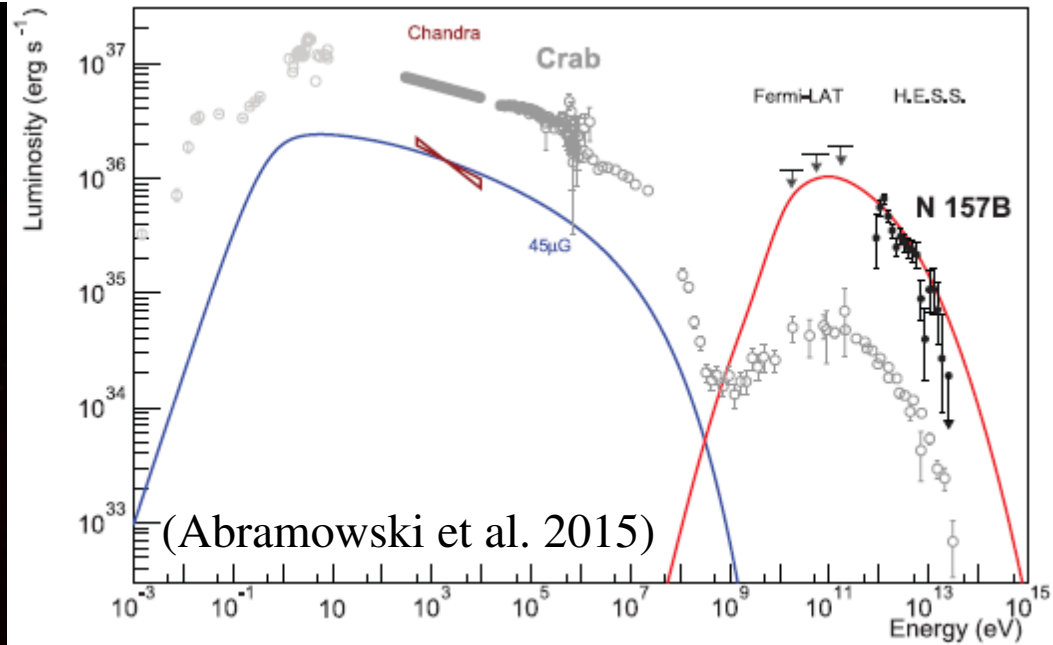 Luminosity (erg s⁻¹)
10³⁷
10³⁶
10³⁵
10³⁴
10³³
Chandra
Crab
Fermi-LAT H.E.S.S.
N 157B
45μG
(Abramowski et al. 2015)
10⁻³ 10⁻¹ 10 10³ 10⁵ 10⁷ 10⁹ 10¹¹ 10¹³ 10¹⁵
Energy (eV)